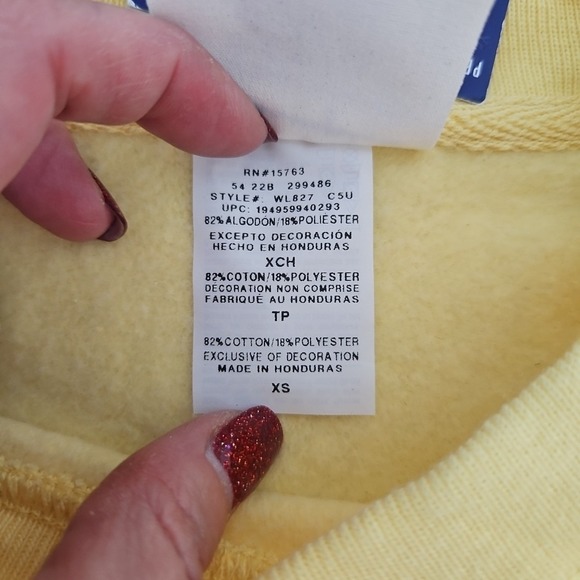 RN#15763
54 22B 299486
STYLE#: WL827 C5U
UPC: 194959940293
82%ALGODÓN/18%POLIÉSTER
EXCEPTO DECORACIÓN
HECHO EN HONDURAS
XCH
82%COTON/18%POLYESTER
DECORATION NON COMPRISE
FABRIQUÉ AU HONDURAS
TP
82%COTTON/18%POLYESTER
EXCLUSIVE OF DECORATION
MADE IN HONDURAS
XS